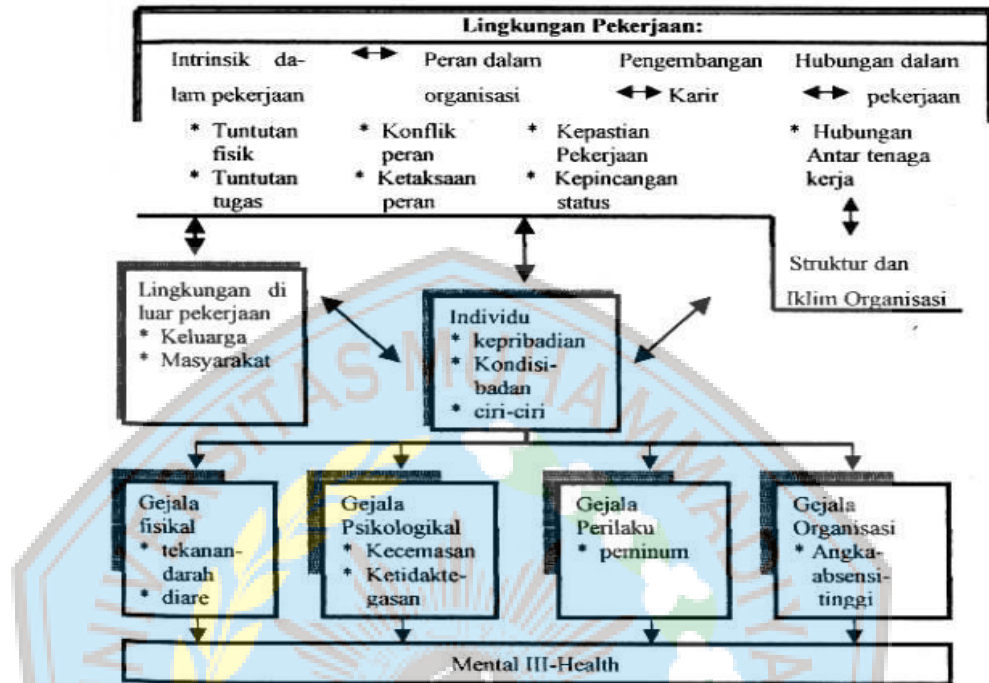 Lingkungan Pekerjaan:
Intrinsik da-
lam pekerjaan
* Tuntutan
fisik
* Tuntutan
tugas
Peran dalam
organisasi
* Konflik
peran
* Ketaksaan
peran
Pengembangan
Karir
* Kepastian
Pekerjaan
* Kepincangan
status
Hubungan dalam
pekerjaan
* Hubungan
Antar tenaga
kerja
Struktur dan
Iklim Organisasi
Lingkungan di
luar pekerjaan
* Keluarga
* Masyarakat
Individu
* kepribadian
* Kondisi-
badan
* ciri-ciri
Gejala
fisikal
* tekanan-
darah
* diare
Gejala
Psikologikal
* Kecemasan
* Ketidakte-
gasan
Gejala
Perilaku
* peminum
Gejala
Organisasi
* Angka-
absensi-
tinggi
Mental III-Health
UNIVERSITAS MUHAMMADIYA